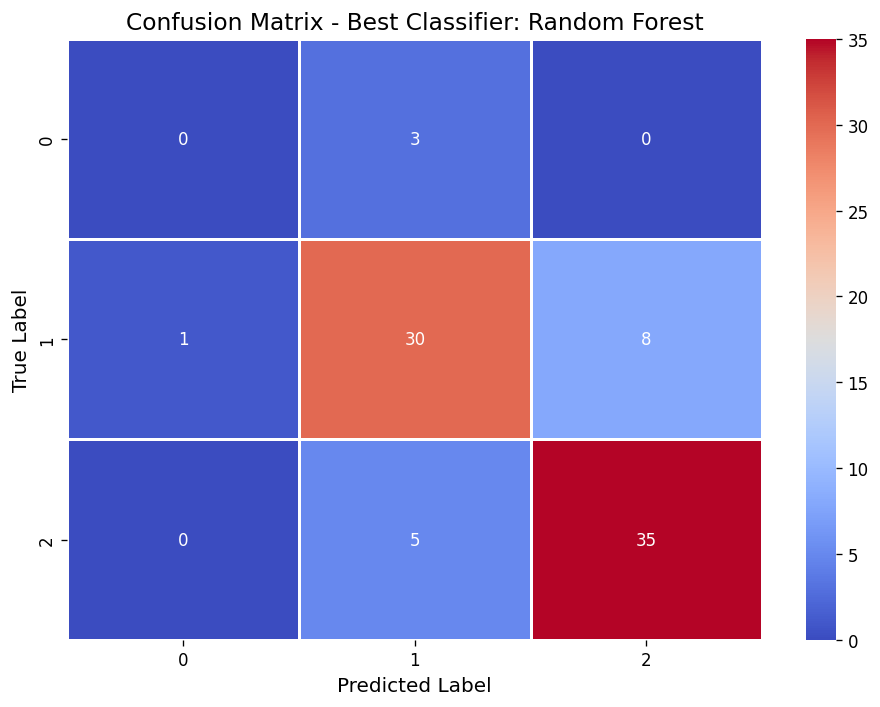 Confusion Matrix - Best Classifier: Random Forest
0 3 0
1 30 8
0 5 35
0
1
2
True Label
0 1 2
Predicted Label
35
30
25
20
15
10
5
0